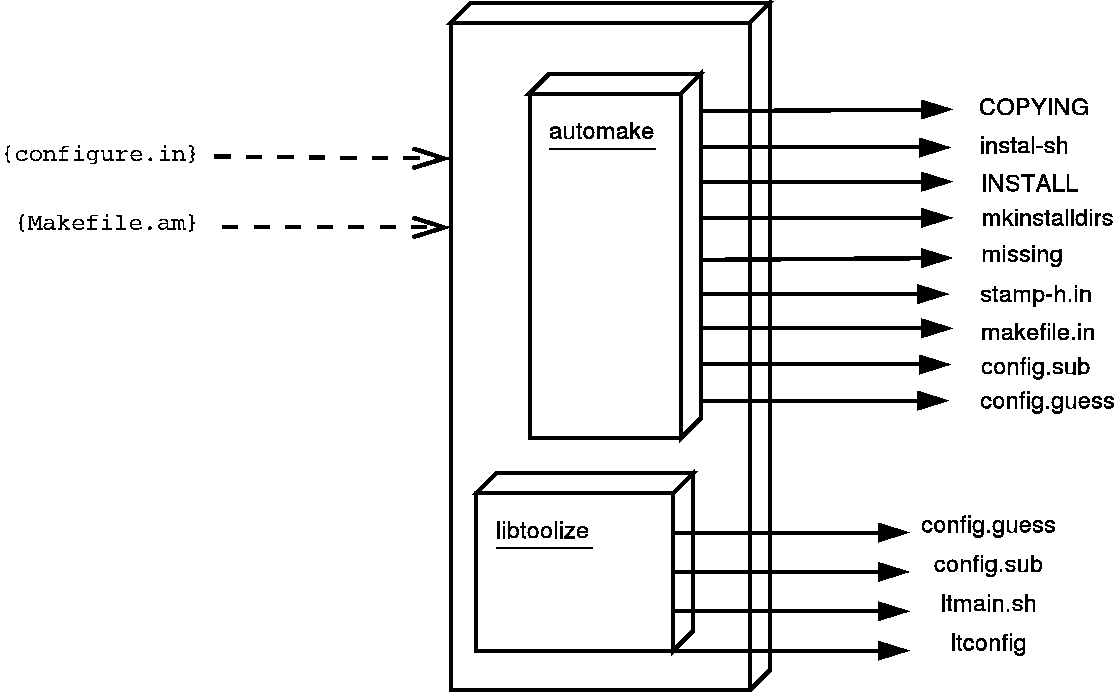 {configure.in}
{Makefile.am}
automake
COPYING
instal-sh
INSTALL
mkinstalldirs
missing
stamp-h.in
makefile.in
config.sub
config.guess
libtoolize
config.guess
config.sub
ltmain.sh
ltconfig